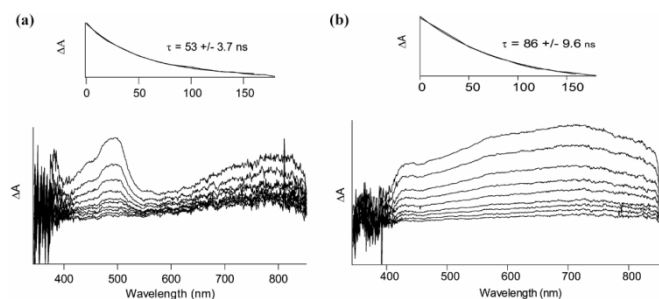 (a)
ΔA
τ = 53 +/- 3.7 ns
0 50 100 150
ΔA
400 500 600 700 800
Wavelength (nm)
(b)
ΔA
τ = 86 +/- 9.6 ns
0 50 100 150
ΔA
400 500 600 700 800
Wavelength (nm)